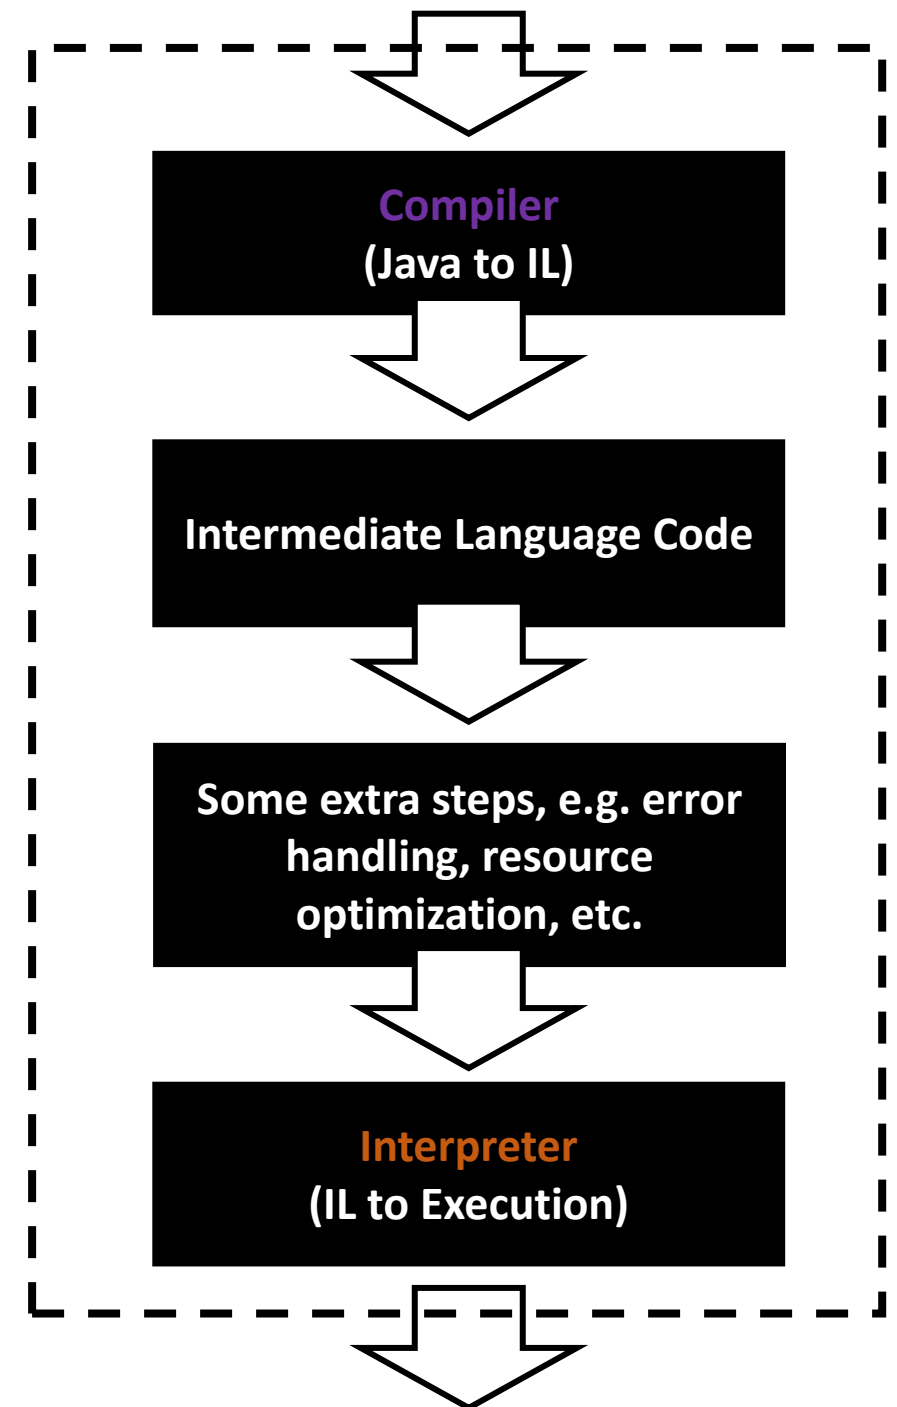 Compiler
(Java to IL)
Intermediate Language Code
Some extra steps, e.g. error
handling, resource
optimization, etc.
Interpreter
(IL to Execution)